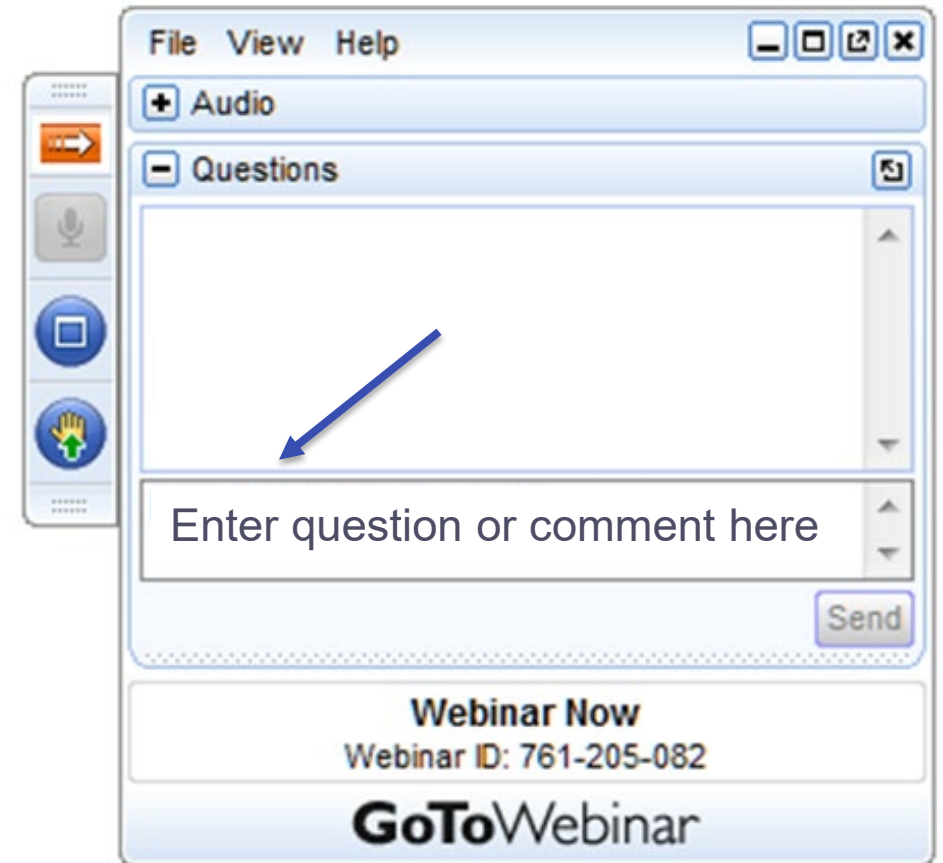 File View Help
Audio
Questions
Enter question or comment here
Send
Webinar Now
Webinar ID: 761-205-082
GoToWebinar